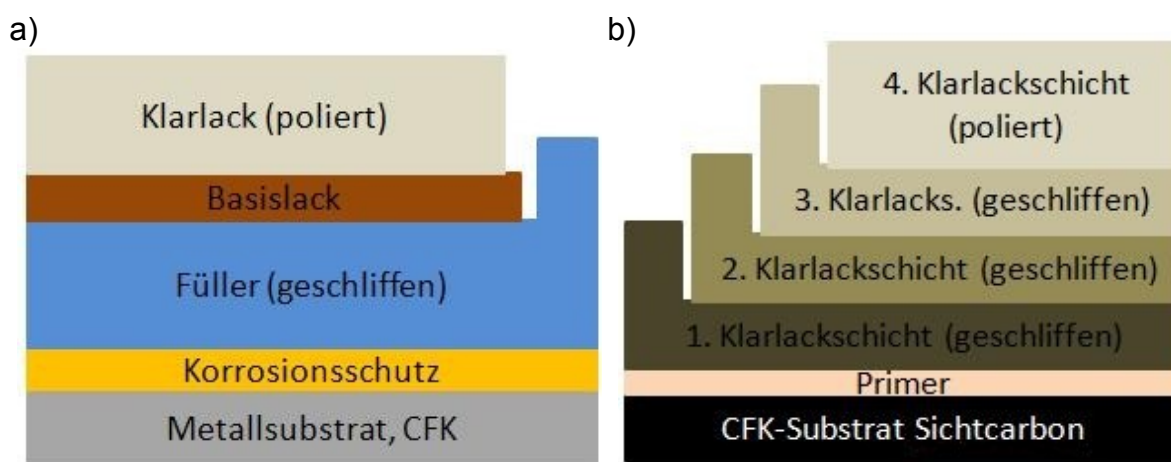 a)
Klarlack (poliert)
Basislack
Füller (geschliffen)
Korrosionsschutz
Metallsubstrat, CFK
b)
4. Klarlackschicht
(poliert)
3. Klarlacks. (geschliffen)
2. Klarlackschicht (geschliffen)
1. Klarlackschicht (geschliffen)
Primer
CFK-Substrat Sichtcarbon